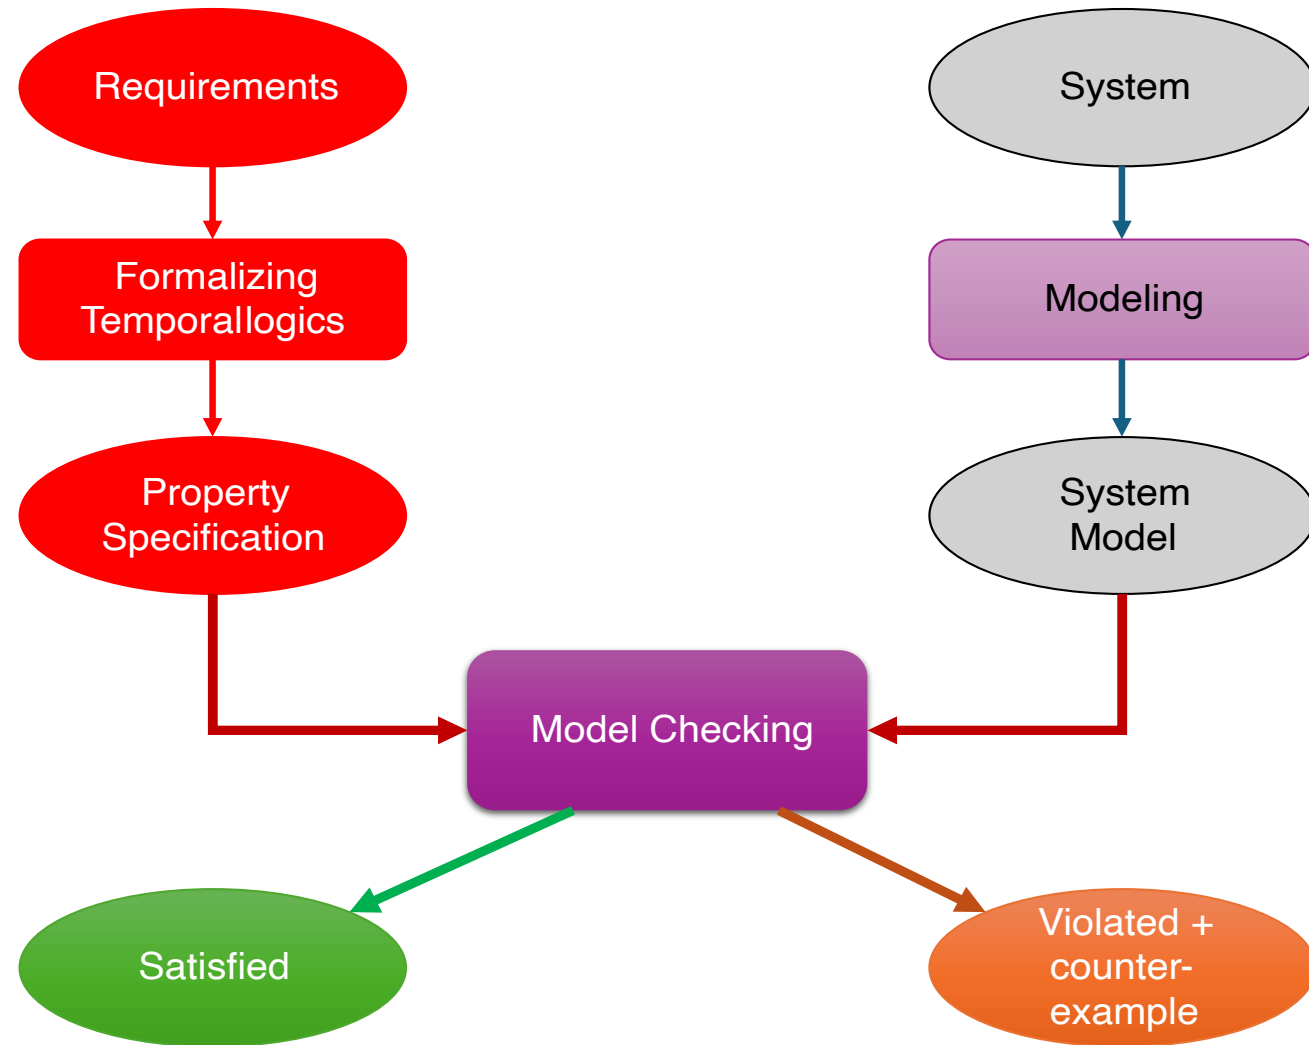 Requirements
System
Formalizing
Temporallogics
Modeling
Property
Specification
System
Model
Model Checking
Satisfied
Violated +
counter-
example